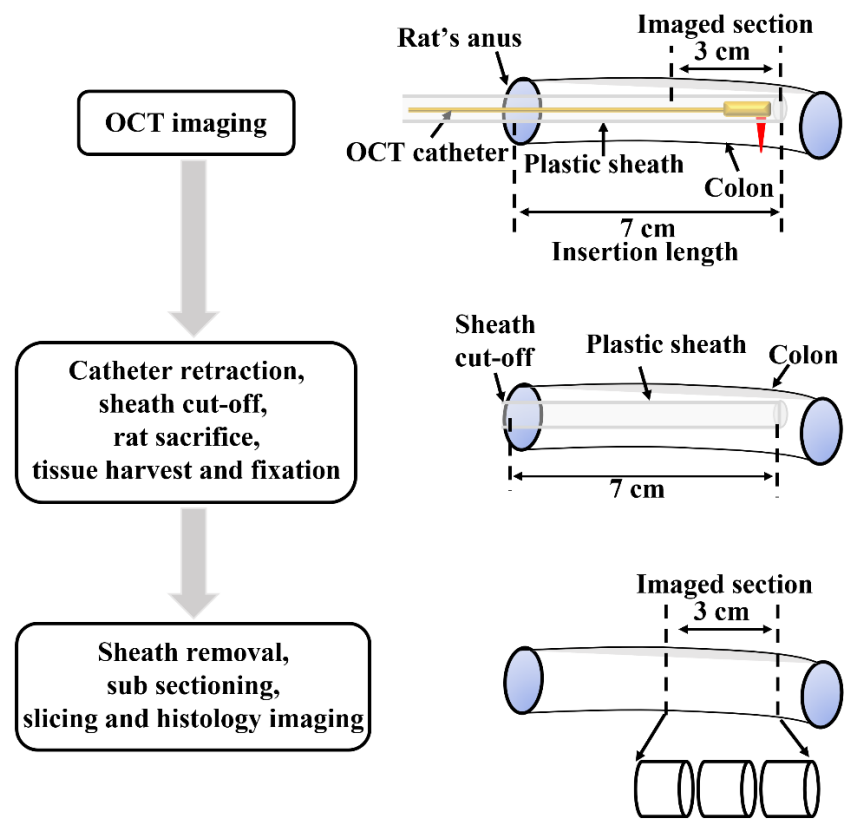 OCT imaging
Imaged section
3 cm
Rat's anus
OCT catheter
Plastic sheath
Colon
7 cm
Insertion length
Catheter retraction,
sheath cut-off,
rat sacrifice,
tissue harvest and fixation
Sheath
cut-off
Plastic sheath
Colon
7 cm
Sheath removal,
sub sectioning,
slicing and histology imaging
Imaged section
3 cm